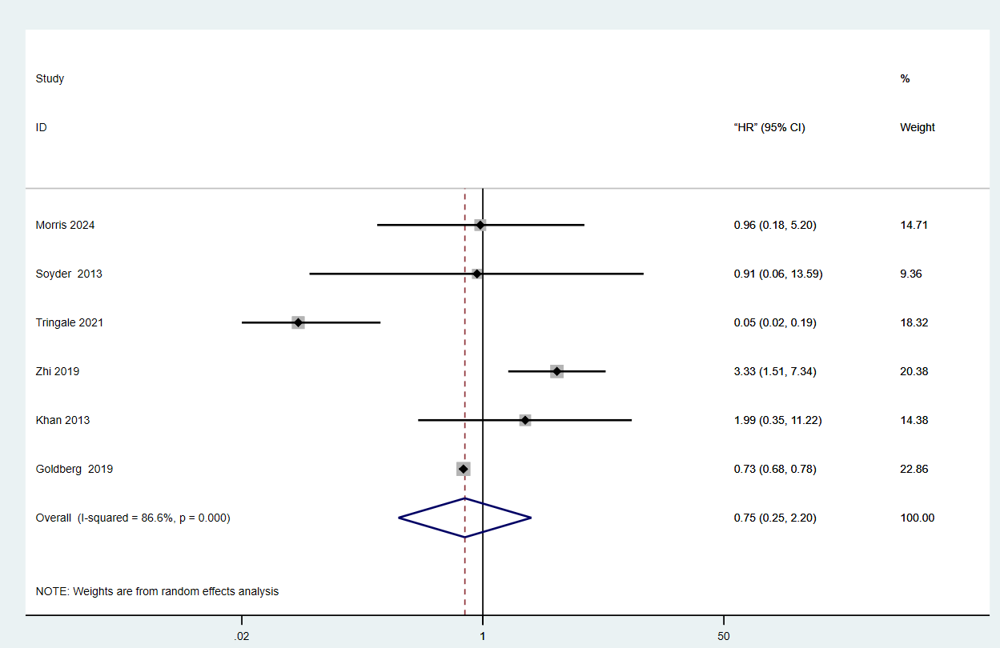 Study %
ID “HR” (95% CI) Weight
Morris 2024 0.96 (0.18, 5.20) 14.71
Soyder  2013 0.91 (0.06, 13.59) 9.36
Tringale 2021 0.05 (0.02, 0.19) 18.32
Zhi 2019 3.33 (1.51, 7.34) 20.38
Khan 2013 1.99 (0.35, 11.22) 14.38
Goldberg  2019 0.73 (0.68, 0.78) 22.86
Overall  (I-squared = 86.6%, p = 0.000) 0.75 (0.25, 2.20) 100.00
NOTE: Weights are from random effects analysis
.02 1 50